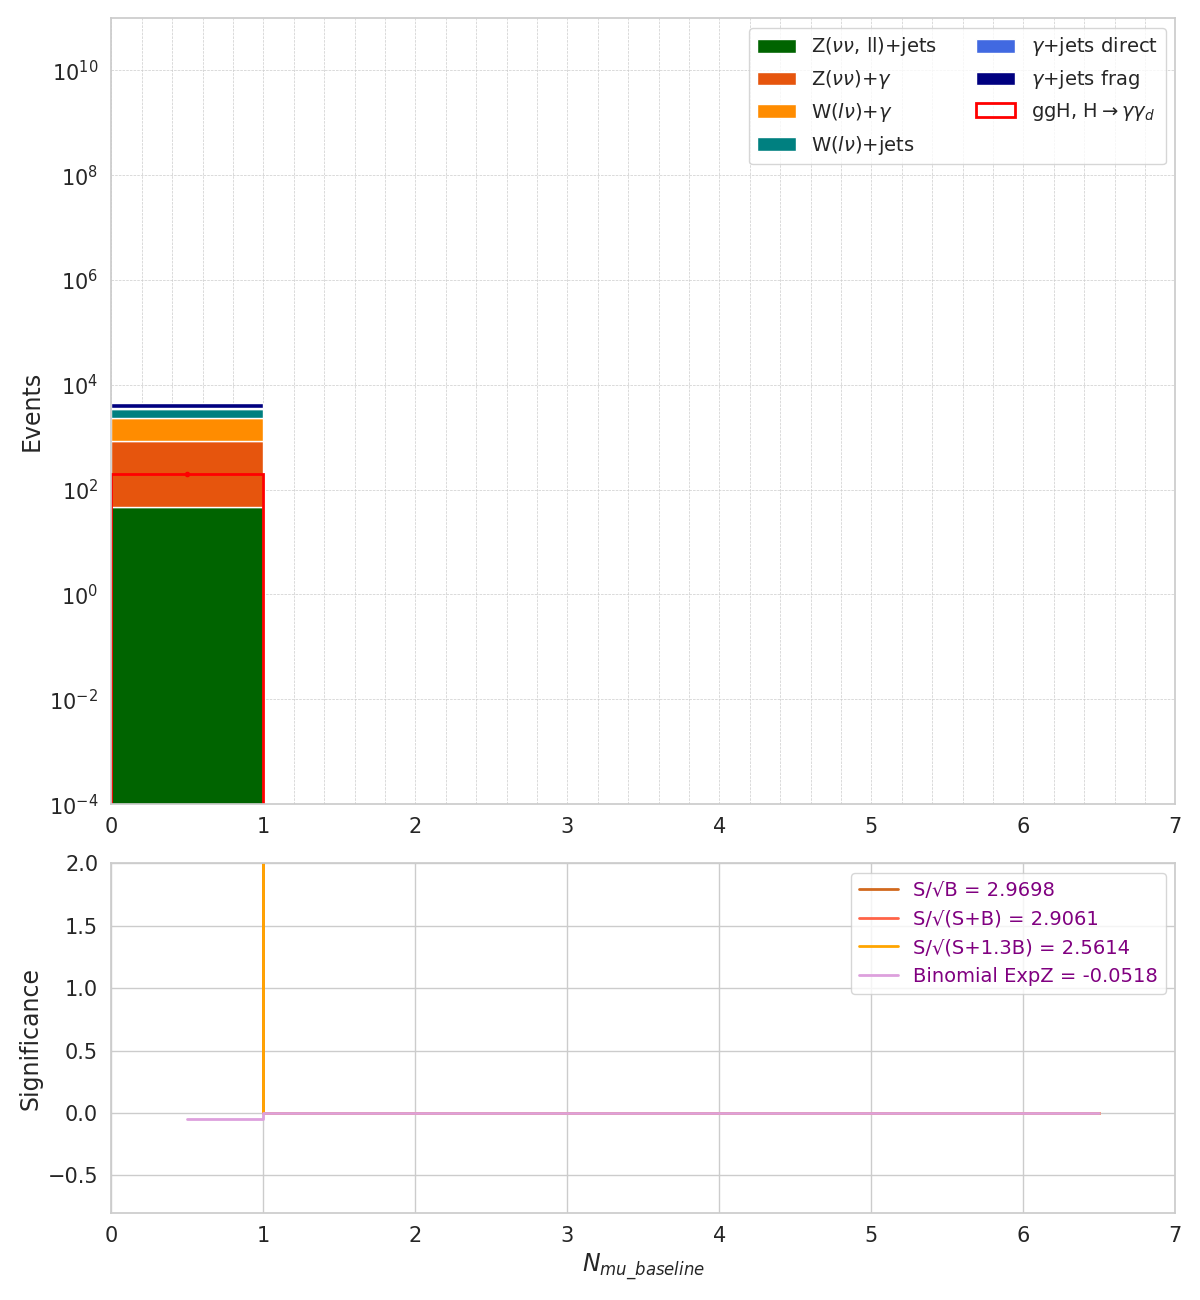 Z(νν, ll)+jets
Z(νν)+γ
W(lν)+γ
W(lν)+jets
γ+jets direct
γ+jets frag
ggH, H→γγ_d
Events
10^10
10^8
10^6
10^4
10^2
10^0
10^−2
10^−4
0 1 2 3 4 5 6 7
Significance
2.0
1.5
1.0
0.5
0.0
−0.5
S/√B = 2.9698
S/√(S+B) = 2.9061
S/√(S+1.3B) = 2.5614
Binomial ExpZ = -0.0518
0 1 2 3 4 5 6 7
N_mu_baseline